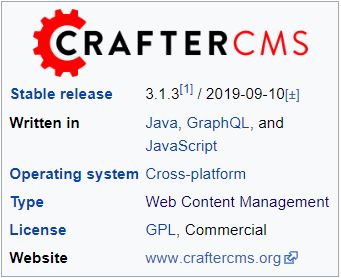 CRAFTERCMS
Stable release 3.1.3[1] / 2019-09-10[±]
Written in Java, GraphQL, and
JavaScript
Operating system Cross-platform
Type Web Content Management
License GPL, Commercial
Website www.craftercms.org